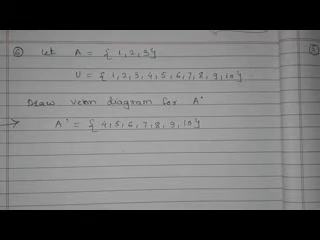 ⑥ Let A = { 1, 2, 3 }
U = { 1, 2, 3, 4, 5, 6, 7, 8, 9, 10 }
Draw venn diagram for A'
→ A' = { 4, 5, 6, 7, 8, 9, 10 }